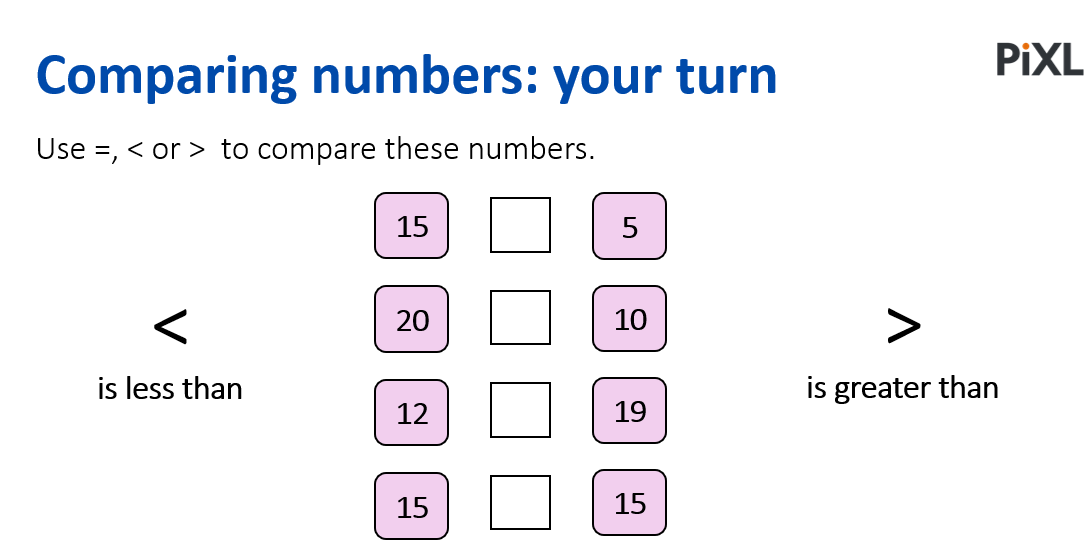 PiXL
Comparing numbers: your turn
Use =, < or > to compare these numbers.
15 5
20 10
< >
is less than is greater than
12 19
15 15